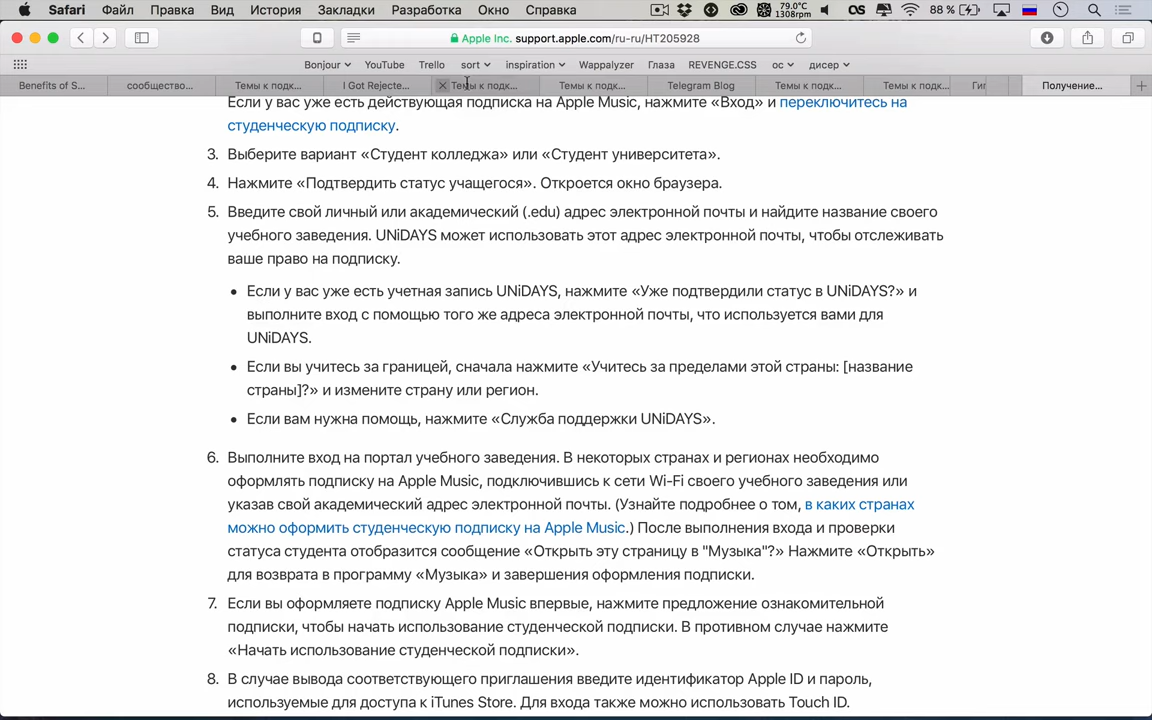 Safari Файл Правка Вид История Закладки Разработка Окно Справка 79.0°C 1308rpm OS 88 %
Apple Inc. support.apple.com/ru-ru/HT205928
Bonjour YouTube Trello sort inspiration Wappalyzer Глаза REVENGE.CSS ос дисер
Benefits of S... сообщество... Темы к подк... I Got Rejecte... Темы к подк... Темы к подк... Telegram Blog Темы к подк... Темы к подк... Получение...
Если у вас уже есть действующая подписка на Apple Music, нажмите «Вход» и переключитесь на
студенческую подписку.
3. Выберите вариант «Студент колледжа» или «Студент университета».
4. Нажмите «Подтвердить статус учащегося». Откроется окно браузера.
5. Введите свой личный или академический (.edu) адрес электронной почты и найдите название своего
учебного заведения. UNiDAYS может использовать этот адрес электронной почты, чтобы отслеживать
ваше право на подписку.
• Если у вас уже есть учетная запись UNiDAYS, нажмите «Уже подтвердили статус в UNiDAYS?» и
выполните вход с помощью того же адреса электронной почты, что используется вами для
UNiDAYS.
• Если вы учитесь за границей, сначала нажмите «Учитесь за пределами этой страны: [название
страны]?» и измените страну или регион.
• Если вам нужна помощь, нажмите «Служба поддержки UNiDAYS».
6. Выполните вход на портал учебного заведения. В некоторых странах и регионах необходимо
оформлять подписку на Apple Music, подключившись к сети Wi-Fi своего учебного заведения или
указав свой академический адрес электронной почты. (Узнайте подробнее о том, в каких странах
можно оформить студенческую подписку на Apple Music.) После выполнения входа и проверки
статуса студента отобразится сообщение «Открыть эту страницу в "Музыка"?» Нажмите «Открыть»
для возврата в программу «Музыка» и завершения оформления подписки.
7. Если вы оформляете подписку Apple Music впервые, нажмите предложение ознакомительной
подписки, чтобы начать использование студенческой подписки. В противном случае нажмите
«Начать использование студенческой подписки».
8. В случае вывода соответствующего приглашения введите идентификатор Apple ID и пароль,
используемые для доступа к iTunes Store. Для входа также можно использовать Touch ID.